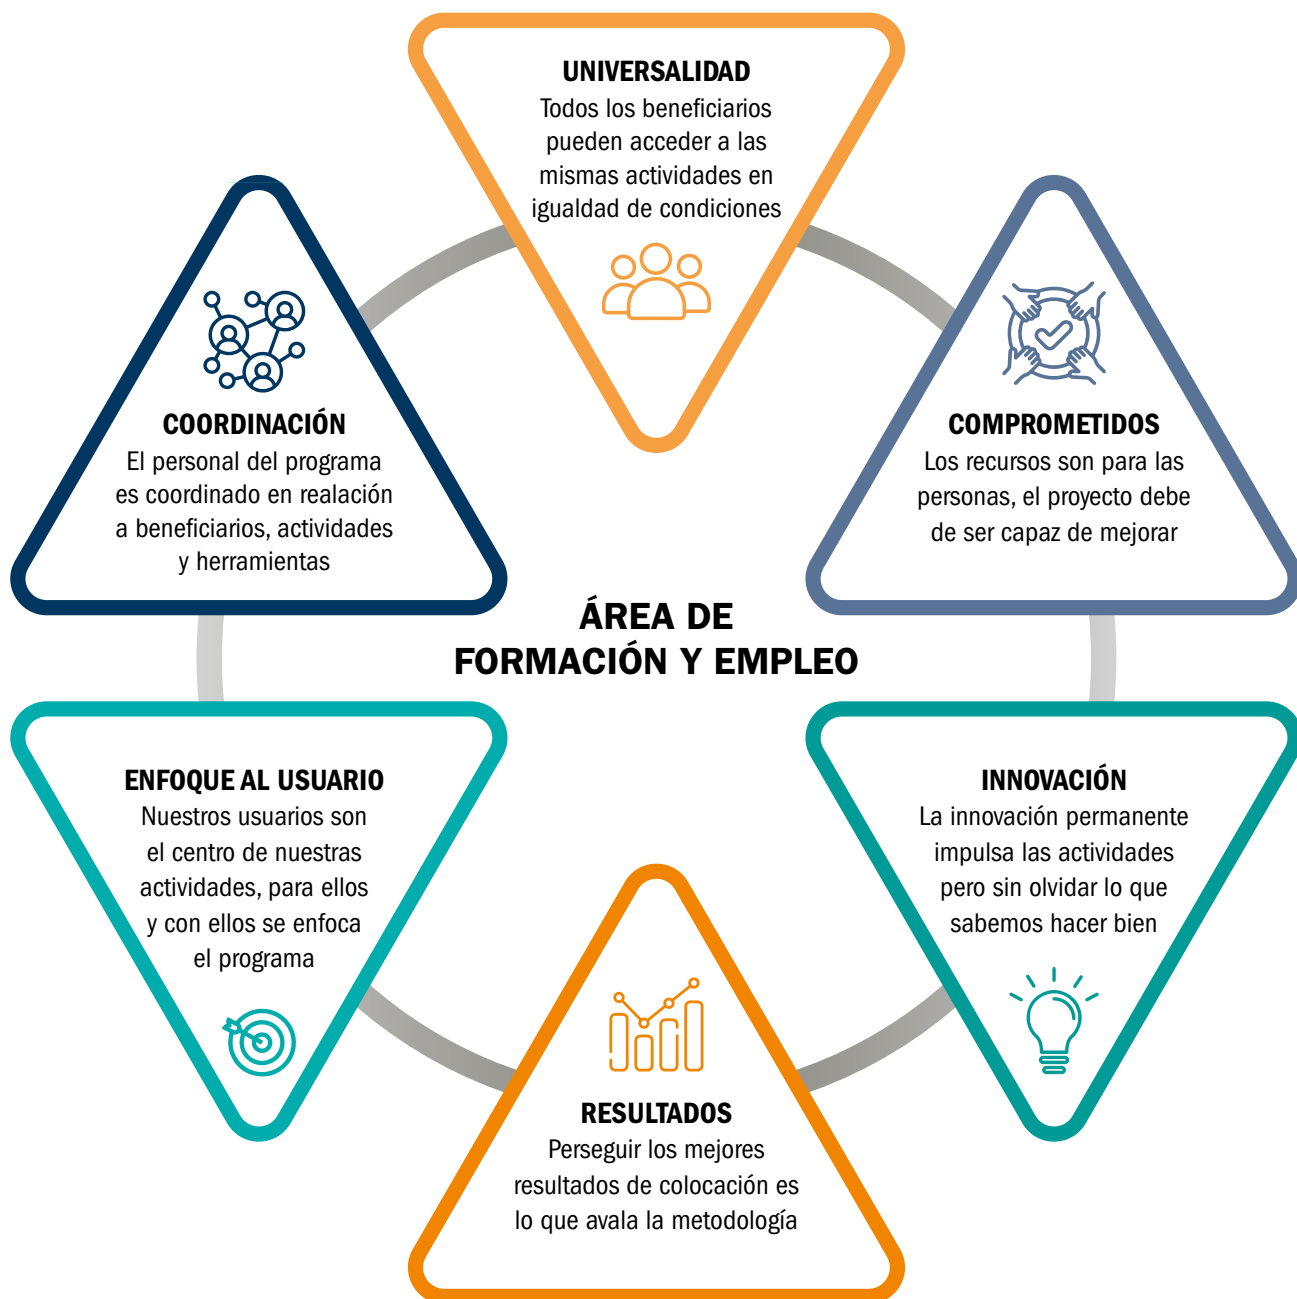 UNIVERSALIDAD
Todos los beneficiarios
pueden acceder a las
mismas actividades en
igualdad de condiciones
COORDINACIÓN
El personal del programa
es coordinado en realación
a beneficiarios, actividades
y herramientas
COMPROMETIDOS
Los recursos son para las
personas, el proyecto debe
de ser capaz de mejorar
ÁREA DE
FORMACIÓN Y EMPLEO
ENFOQUE AL USUARIO
Nuestros usuarios son
el centro de nuestras
actividades, para ellos
y con ellos se enfoca
el programa
INNOVACIÓN
La innovación permanente
impulsa las actividades
pero sin olvidar lo que
sabemos hacer bien
RESULTADOS
Perseguir los mejores
resultados de colocación es
lo que avala la metodología